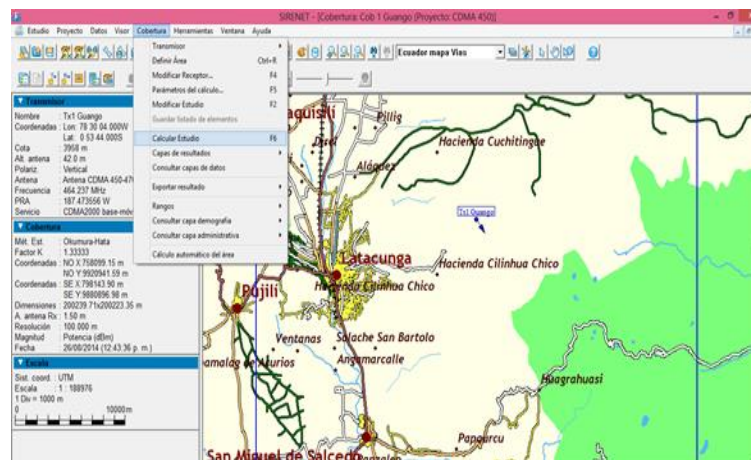 SIRENET - [Cobertura: Cob 1 Guango (Proyecto: CDMA 450)]
Estudio Proyecto Datos Visor Cobertura Herramientas Ventana Ayuda
Ecuador mapa Vias
Transmisor
Definir Área Ctrl+R
Modificar Receptor... F4
Parámetros del cálculo... F5
Modificar Estudio F2
Guardar listado de elementos
Calcular Estudio F6
Capas de resultados
Consultar capas de datos
Exportar resultado
Rangos
Consultar capa demografía
Consultar capa administrativa
Cálculo automático del área
Transmisor
Nombre : Tx1 Guango
Coordenadas : Lon: 78 30 04.000W
Lat: 0 53 44.000S
Cota : 3958 m
Alt. antena : 42.0 m
Polariz. : Vertical
Antena : Antena CDMA 450-47
Frecuencia : 464.237 MHz
PRA : 187.473556 W
Servicio : CDMA2000 base-móv
Cobertura
Mét. Est. : Okumura-Hata
Factor K : 1.33333
Coordenadas : NO X:758099.15 m
NO Y:9920941.59 m
Coordenadas : SE X:798143.90 m
SE Y:9880896.98 m
Dimensiones : 200239.71x200223.35 m
A. antena Rx : 1.50 m
Resolución : 100.000 m
Magnitud : Potencia (dBm)
Fecha : 26/08/2014 (12:43:36 p. m.)
Escala
Sist. coord. : UTM
Escala : 1 : 188976
1 Div = 1000 m
0 10000m
aquisilí
Pillig
Hacienda Cuchitingue
Aláquez
Tx1 Guango
Latacunga
Hacienda Cilinhua Chico
Hacienda Cilinhua Chico
Pujilí
Ventanas
Salache San Bartolo
Angamarcalle
Huagrahuasi
Papourcu
San Miguel de Salcedo